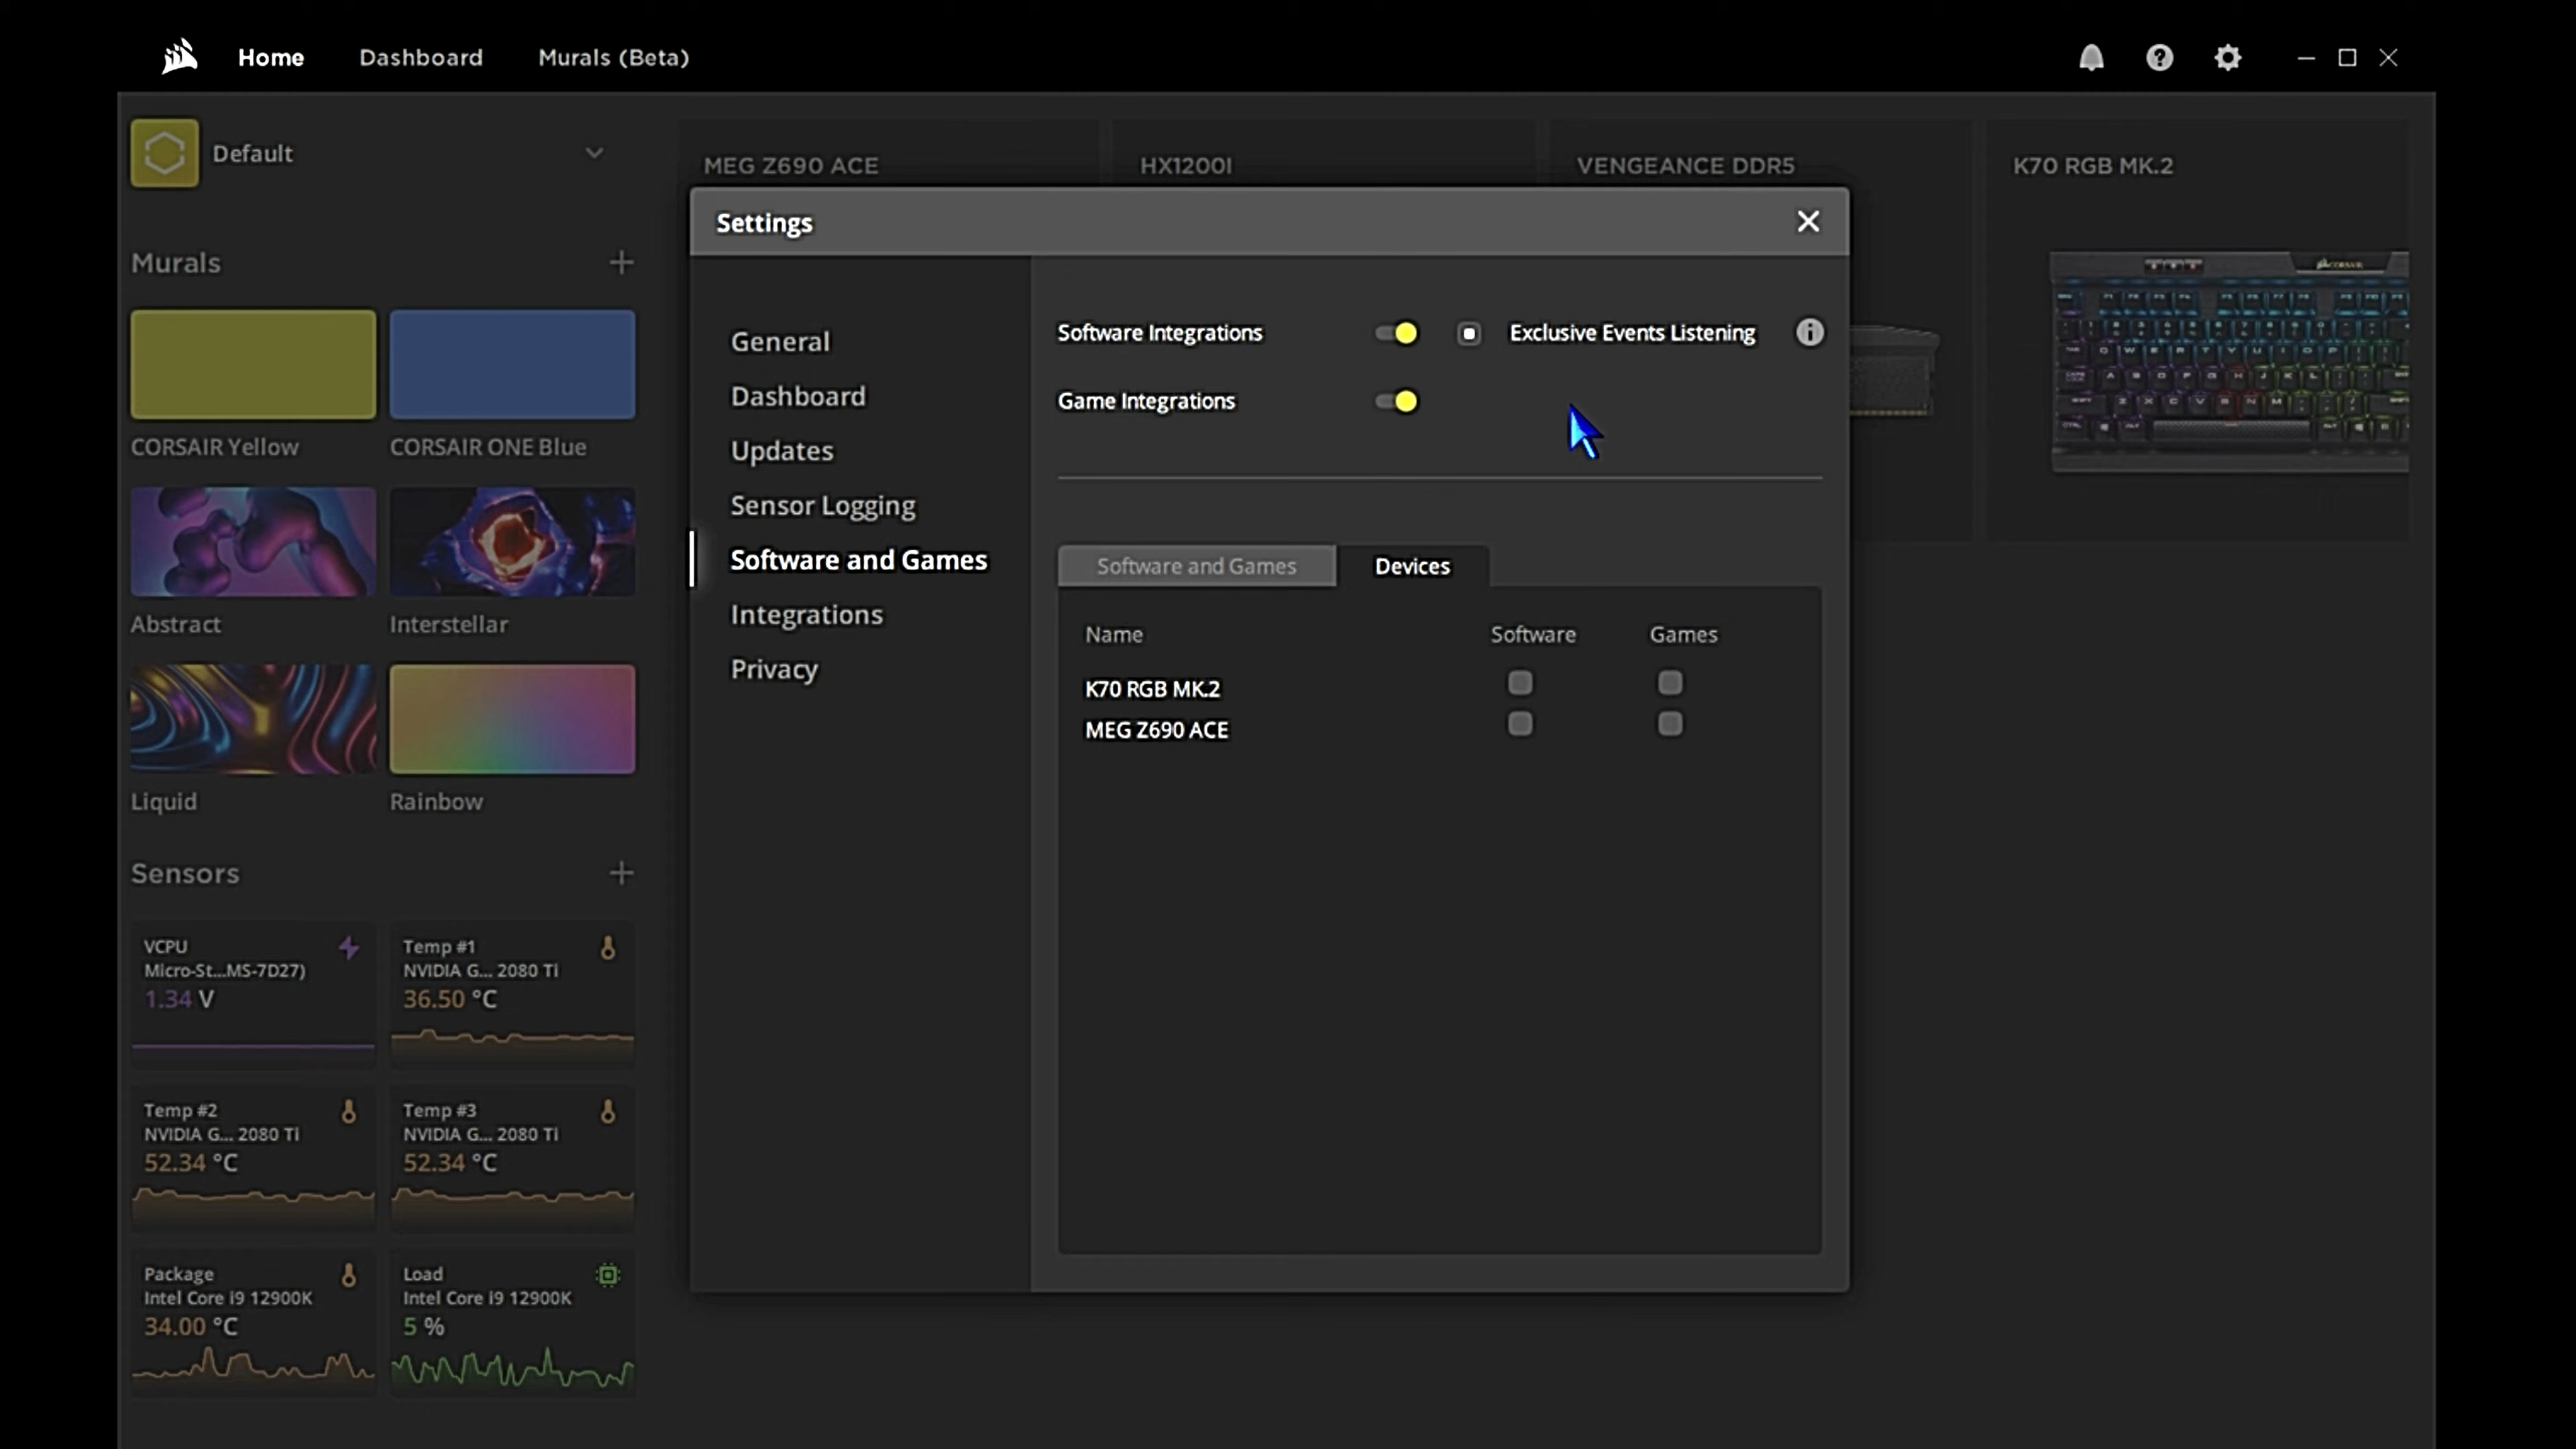 Home Dashboard Murals (Beta)
Default
MEG Z690 ACE
HX1200I
VENGEANCE DDR5
K70 RGB MK.2
Murals
CORSAIR Yellow
CORSAIR ONE Blue
Abstract
Interstellar
Liquid
Rainbow
Sensors
VCPU
Micro-St...MS-7D27)
1.34 V
Temp #1
NVIDIA G... 2080 Ti
36.50 °C
Temp #2
NVIDIA G... 2080 Ti
52.34 °C
Temp #3
NVIDIA G... 2080 Ti
52.34 °C
Package
Intel Core i9 12900K
34.00 °C
Load
Intel Core i9 12900K
5 %
Settings
General
Dashboard
Updates
Sensor Logging
Software and Games
Integrations
Privacy
Software Integrations
Exclusive Events Listening
Game Integrations
Software and Games
Devices
Name Software Games
K70 RGB MK.2
MEG Z690 ACE